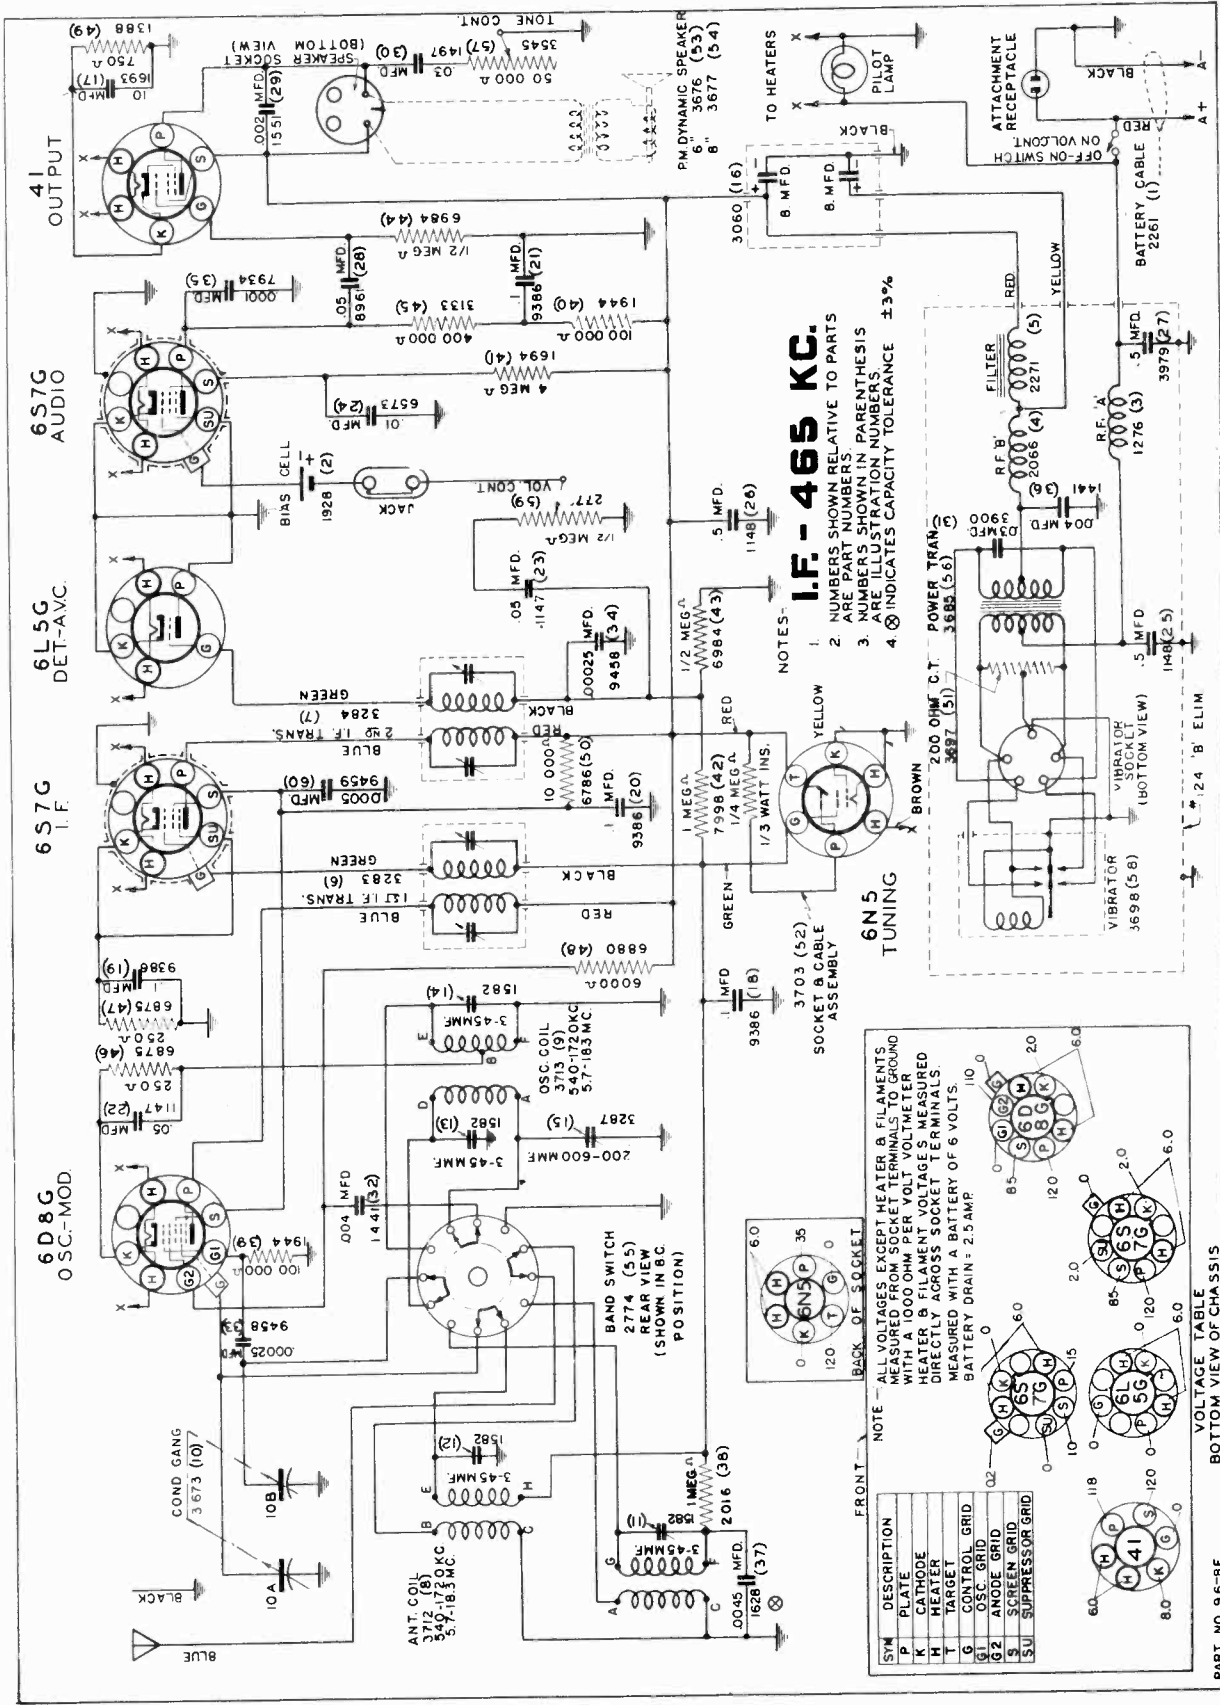 41
OUTPUT
6S7G
AUDIO
6L5G
DET.-A.V.C.
6S7G
I.F.
6D8G
OSC.-MOD.
10 MFD
1693 (17)
750 Ω
1388 (49)
.002 MFD.
1551 (29)
SPEAKER SOCKET
(BOTTOM VIEW)
.03 MFD
1497 (30)
50 000 Ω
3545 (57)
TONE CONT.
P.M. DYNAMIC SPEAKER
6" 3676 (53)
8" 3677 (54)
TO HEATERS
PILOT
LAMP
BLACK
ATTACHMENT
RECEPTACLE
BLACK
RED
A-
A+
OFF-ON SWITCH
ON VOL.CONT.
BATTERY CABLE
2261 (1)
3060 (16)
8. MFD.
8. MFD.
1/2 MEG Ω
6984 (44)
.05 MFD.
8961 (28)
.1 MFD.
9386 (21)
.0001 MFD.
7934 (35)
400 000 Ω
3133 (45)
100 000 Ω
1944 (40)
4 MEG Ω
1694 (41)
.01 MFD.
6573 (24)
BIAS CELL
1928 (2)
JACK
VOL. CONT.
1/2 MEG Ω
277 (59)
.05 MFD.
1147 (23)
.5 MFD.
1148 (26)
.00025 MFD.
9458 (34)
1/2 MEG Ω
6984 (43)
GREEN
2ND I.F. TRANS.
3284 (7)
BLUE
BLACK
RED
10 000 Ω
6786 (50)
.0005 MFD
9459 (60)
.1 MFD.
9386 (20)
GREEN
1ST I.F. TRANS.
3283 (6)
BLUE
BLACK
RED
1 MEG Ω
7998 (42)
1/4 MEG Ω
1/3 WATT INS.
RED
YELLOW
GREEN
BROWN
6N5
TUNING
3703 (52)
SOCKET & CABLE
ASSEMBLY
.1 MFD
9386 (18)
6000 Ω
6880 (48)
.1 MFD
9386 (19)
250 Ω
6875 (47)
250 Ω
6875 (46)
.05 MFD
1147 (22)
100 000 Ω
1944 (39)
.00025 MFD
9458 (33)
3-45 MMF.
1582 (14)
OSC. COIL
3713 (9)
540-1720 KC.
5.7-18.3 MC.
3-45 MMF.
1582 (13)
200-600 MMF.
3287 (15)
.004 MFD
1441 (32)
BAND SWITCH
2774 (55)
REAR VIEW
(SHOWN IN B.C.
POSITION)
COND GANG
3673 (10)
10A
10B
BLACK
BLUE
ANT. COIL
3712 (8)
540-172 KC.
5.7-18.3 MC.
3-45 MMF.
1582 (12)
3-45 MMF.
1582 (11)
1 MEG Ω
2016 (38)
.0045 MFD.
1628 (37)
NOTES-
1. I.F. - 465 KC.
2. NUMBERS SHOWN RELATIVE TO PARTS
ARE PART NUMBERS.
3. NUMBERS SHOWN IN PARENTHESIS
ARE ILLUSTRATION NUMBERS.
4. ⊗ INDICATES CAPACITY TOLERANCE ±3%
RED
YELLOW
FILTER
2271 (5)
R.F. 'B'
2066 (4)
R.F. 'A'
1276 (3)
.5 MFD.
3979 (27)
.004 MFD.
1441 (36)
.03 MFD.
3900 (31)
POWER TRAN.
3685 (56)
200 OHM C.T.
3697 (51)
.5 MFD
1148 (25)
VIBRATOR
SOCKET
(BOTTOM VIEW)
VIBRATOR
3698 (58)
#124 'B' ELIM
FRONT
BACK OF SOCKET
NOTE - ALL VOLTAGES EXCEPT HEATER & FILAMENTS
MEASURED FROM SOCKET TERMINALS TO GROUND
WITH A 1000 OHM PER VOLT VOLTMETER
HEATER & FILAMENT VOLTAGES MEASURED
DIRECTLY ACROSS SOCKET TERMINALS.
MEASURED WITH A BATTERY OF 6 VOLTS.
BATTERY DRAIN = 2.5 AMP.
SYM DESCRIPTION
P PLATE
K CATHODE
H HEATER
T TARGET
G CONTROL GRID
G1 OSC. GRID
G2 ANODE GRID
S SCREEN GRID
SU SUPPRESSOR GRID
VOLTAGE TABLE
BOTTOM VIEW OF CHASSIS